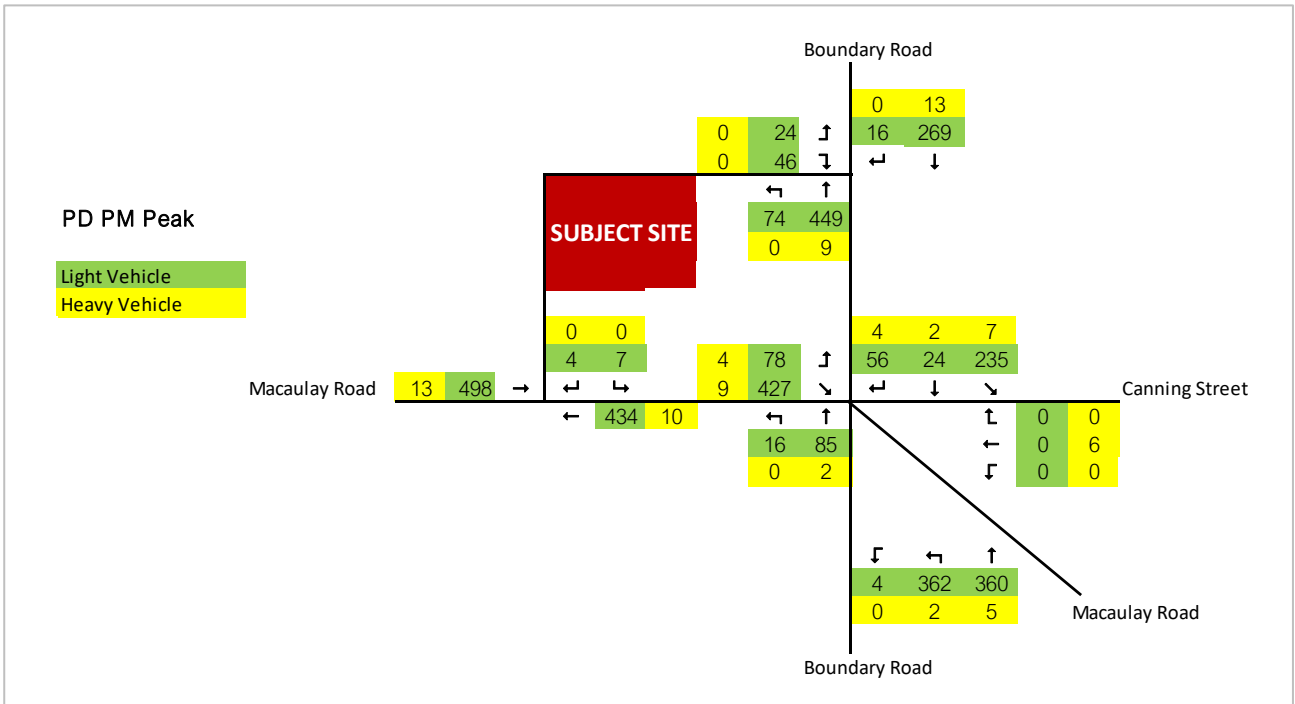 Boundary Road
0 13
0 24 16 269
0 46
PD PM Peak
74 449
SUBJECT SITE
0 9
Light Vehicle
Heavy Vehicle
0 0 4 2 7
4 7 4 78 56 24 235
Macaulay Road 13 498 9 427 Canning Street
434 10 0 0
16 85 0 6
0 2 0 0
4 362 360
0 2 5 Macaulay Road
Boundary Road